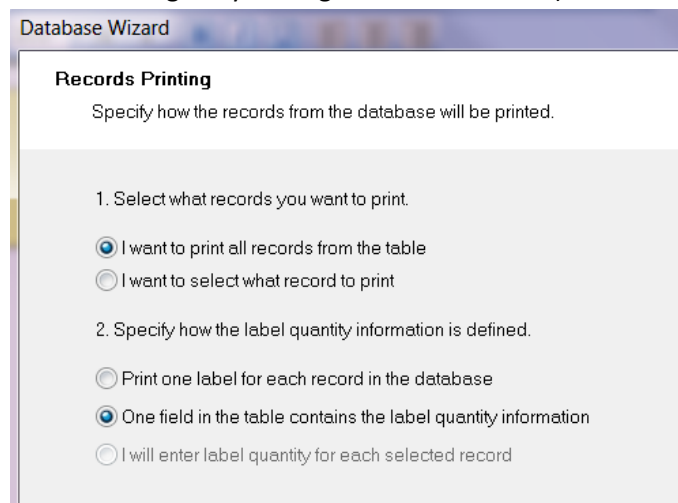 Database Wizard
Records Printing
Specify how the records from the database will be printed.
1. Select what records you want to print.
I want to print all records from the table
I want to select what record to print
2. Specify how the label quantity information is defined.
Print one label for each record in the database
One field in the table contains the label quantity information
I will enter label quantity for each selected record